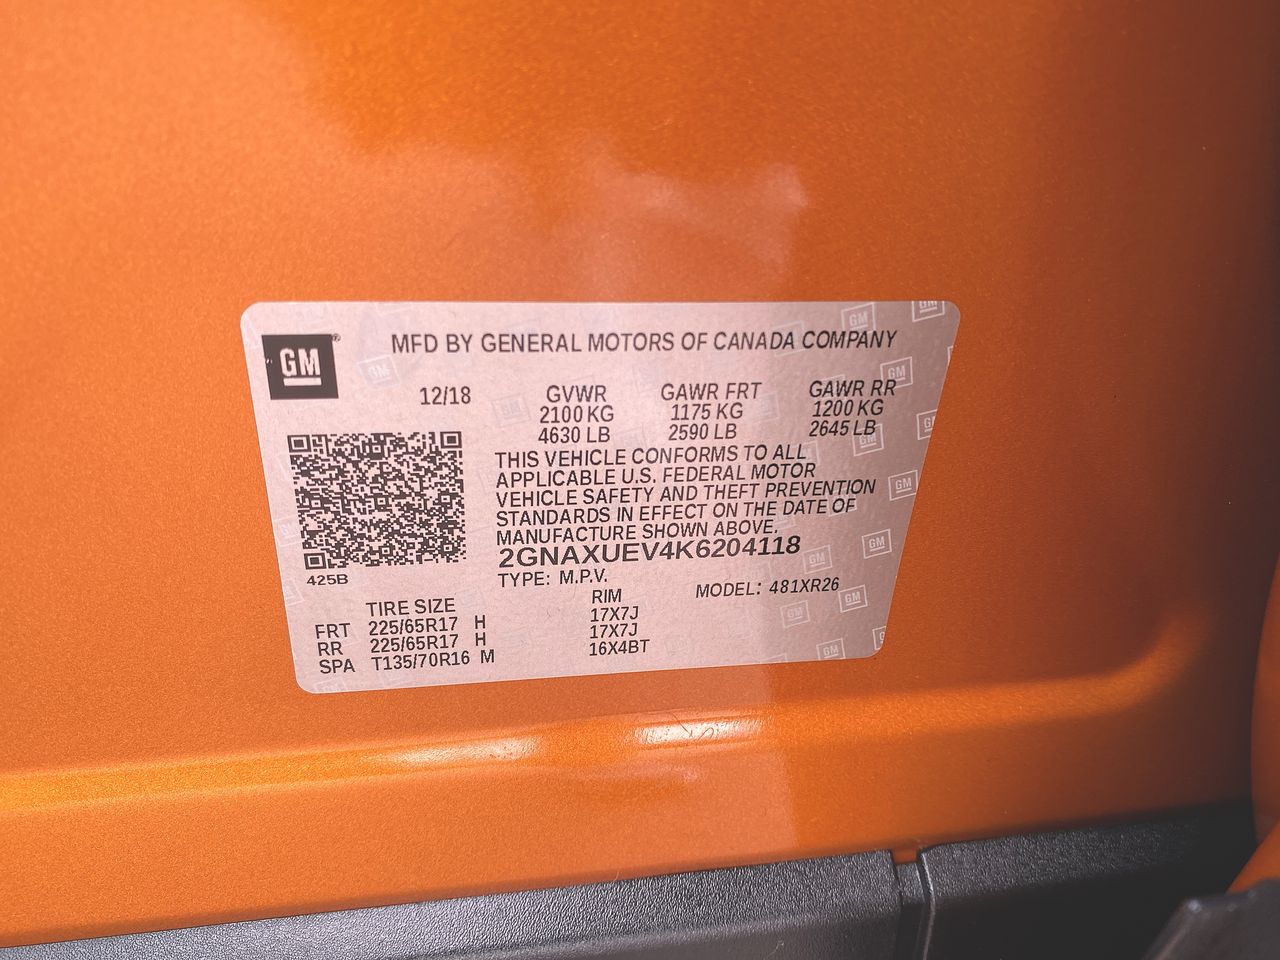 GM
MFD BY GENERAL MOTORS OF CANADA COMPANY
12/18 GVWR GAWR FRT GAWR RR
2100 KG 1175 KG 1200 KG
4630 LB 2590 LB 2645 LB
THIS VEHICLE CONFORMS TO ALL
APPLICABLE U.S. FEDERAL MOTOR
VEHICLE SAFETY AND THEFT PREVENTION
STANDARDS IN EFFECT ON THE DATE OF
MANUFACTURE SHOWN ABOVE.
2GNAXUEV4K6204118
425B
TYPE: M.P.V. MODEL: 481XR26
TIRE SIZE RIM
FRT 225/65R17 H 17X7J
RR 225/65R17 H 17X7J
SPA T135/70R16 M 16X4BT